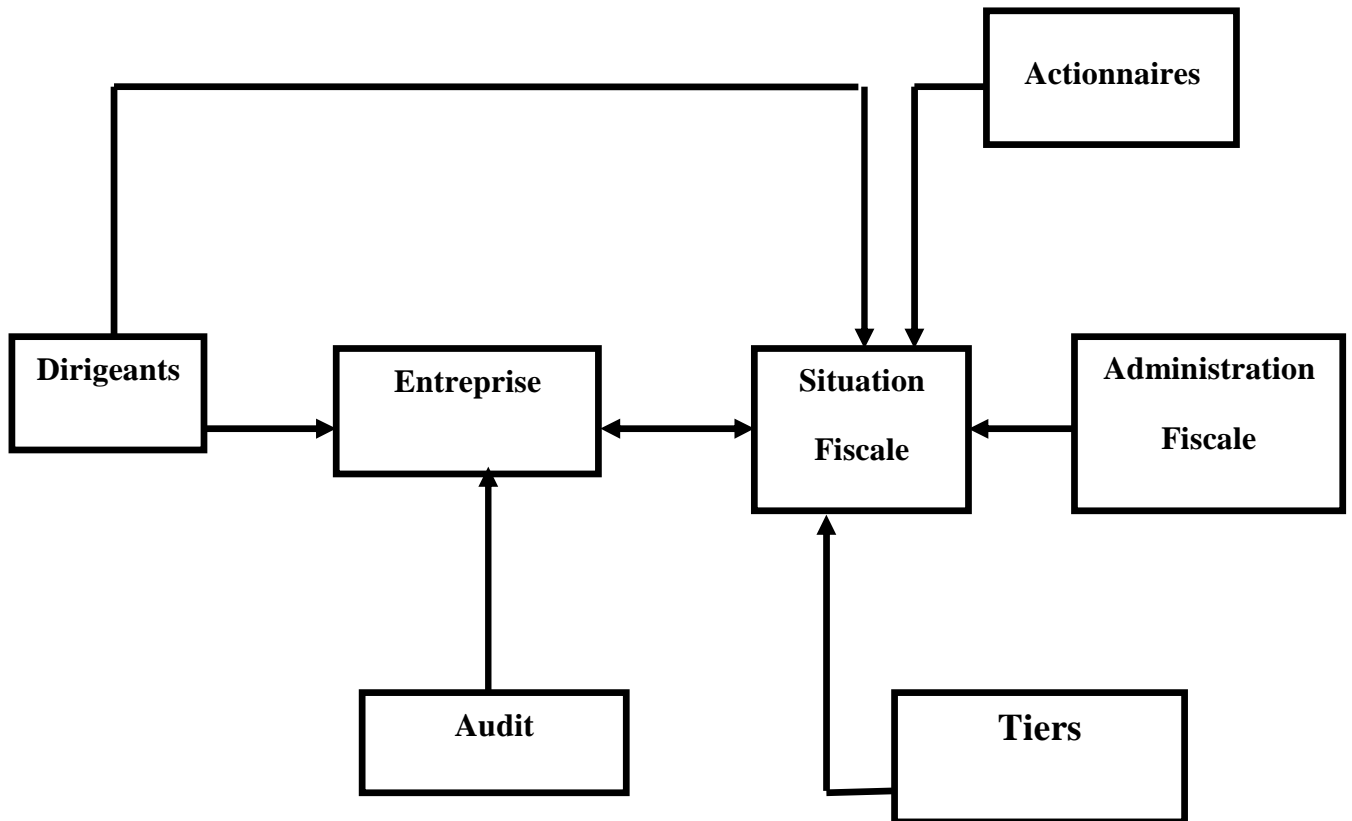 Actionnaires
Dirigeants
Entreprise
Situation
Fiscale
Administration
Fiscale
Audit
Tiers